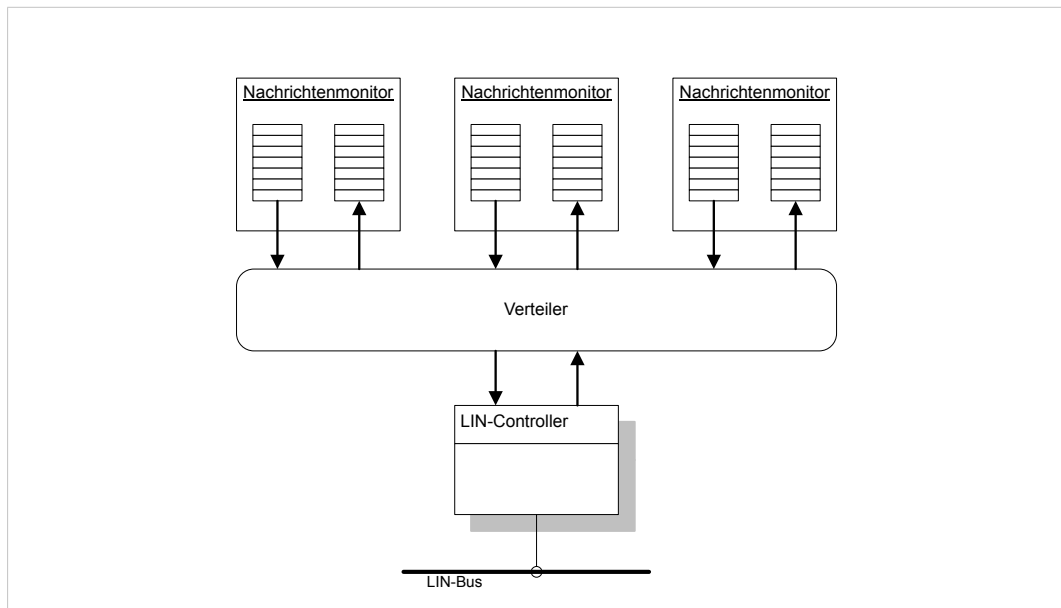 Nachrichtenmonitor
Nachrichtenmonitor
Nachrichtenmonitor
Verteiler
LIN-Controller
LIN-Bus